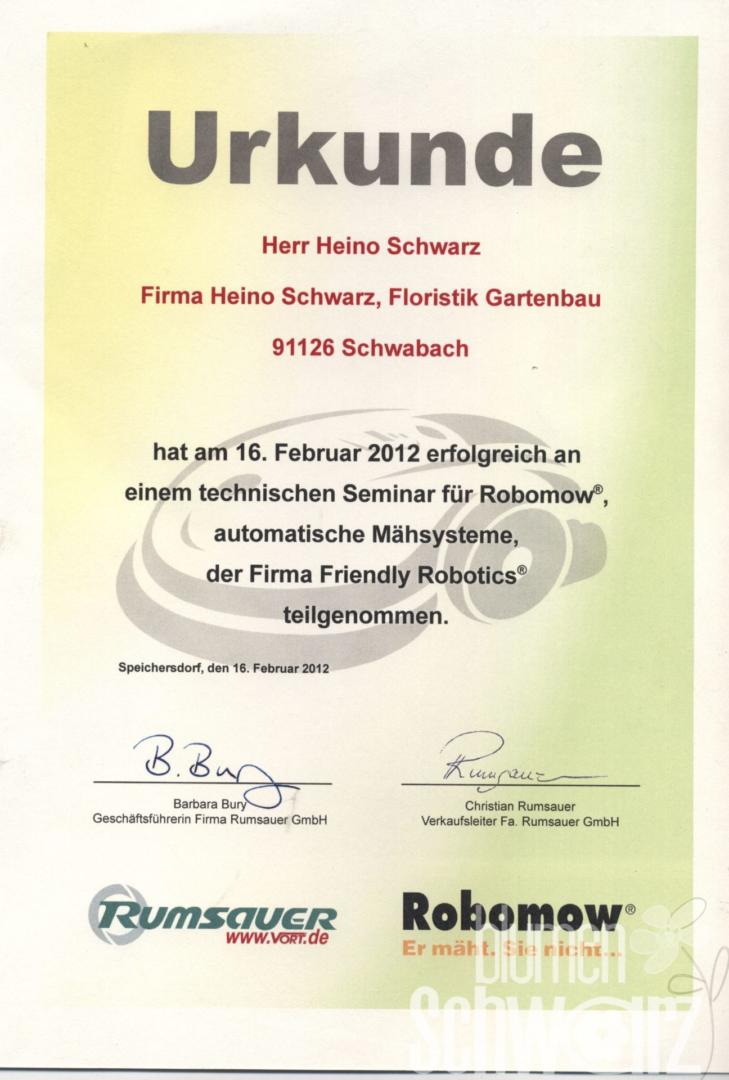 Urkunde
Herr Heino Schwarz
Firma Heino Schwarz, Floristik Gartenbau
91126 Schwabach
hat am 16. Februar 2012 erfolgreich an
einem technischen Seminar für Robomow®,
automatische Mähsysteme,
der Firma Friendly Robotics®
teilgenommen.
Speichersdorf, den 16. Februar 2012
B. Bury
Rumsauer
Barbara Bury
Geschäftsführerin Firma Rumsauer GmbH
Christian Rumsauer
Verkaufsleiter Fa. Rumsauer GmbH
RUMSAUER
www.VORT.de
Robomow®
Er mäht. Sie nicht...
blumen
Schwarz